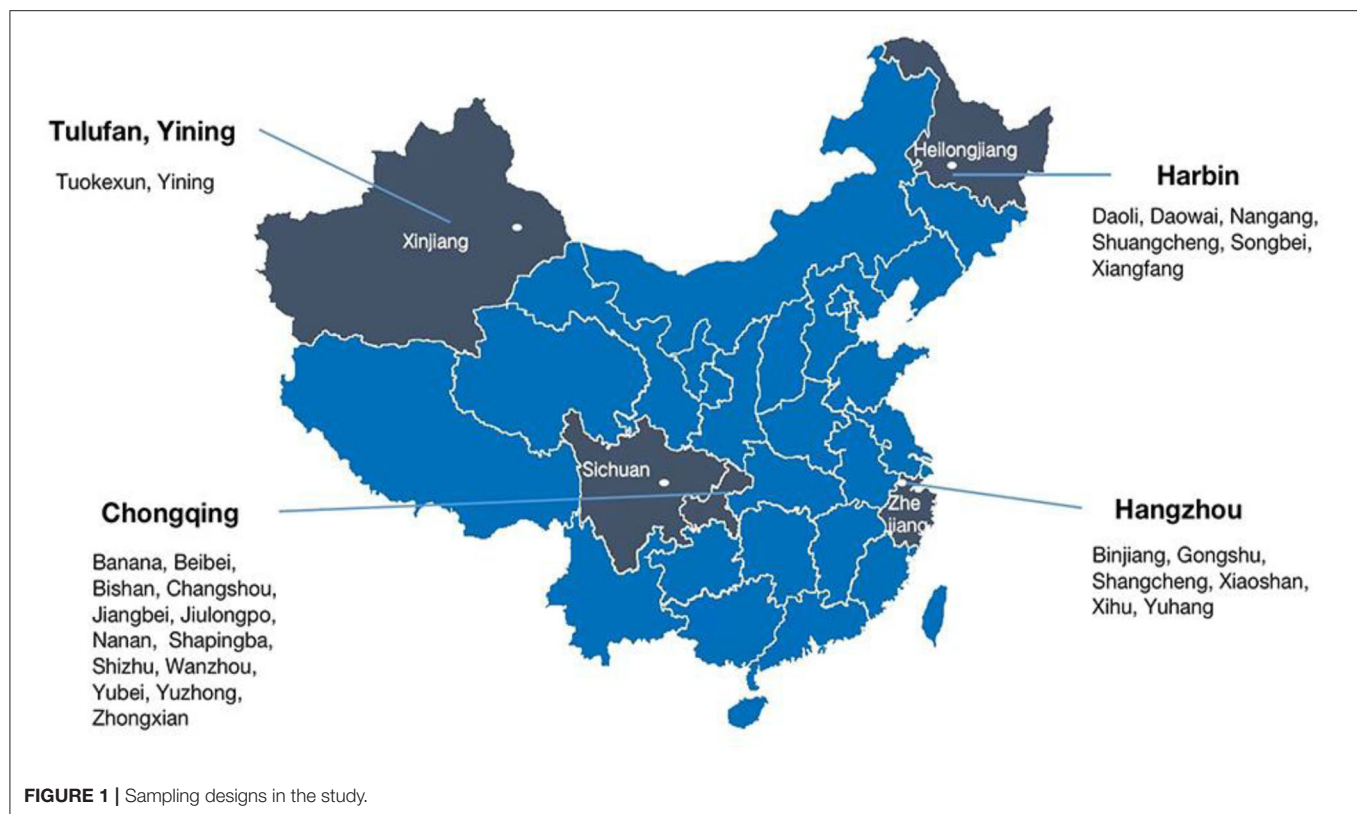 Tulufan, Yining
Tuokexun, Yining
Xinjiang
Heilongjiang
Harbin
Daoli, Daowai, Nangang,
Shuangcheng, Songbei,
Xiangfang
Sichuan
Chongqing
Banana, Beibei,
Bishan, Changshou,
Jiangbei, Jiulongpo,
Nanan, Shapingba,
Shizhu, Wanzhou,
Yubei, Yuzhong,
Zhongxian
Zhe
jiang
Hangzhou
Binjiang, Gongshu,
Shangcheng, Xiaoshan,
Xihu, Yuhang
FIGURE 1 | Sampling designs in the study.